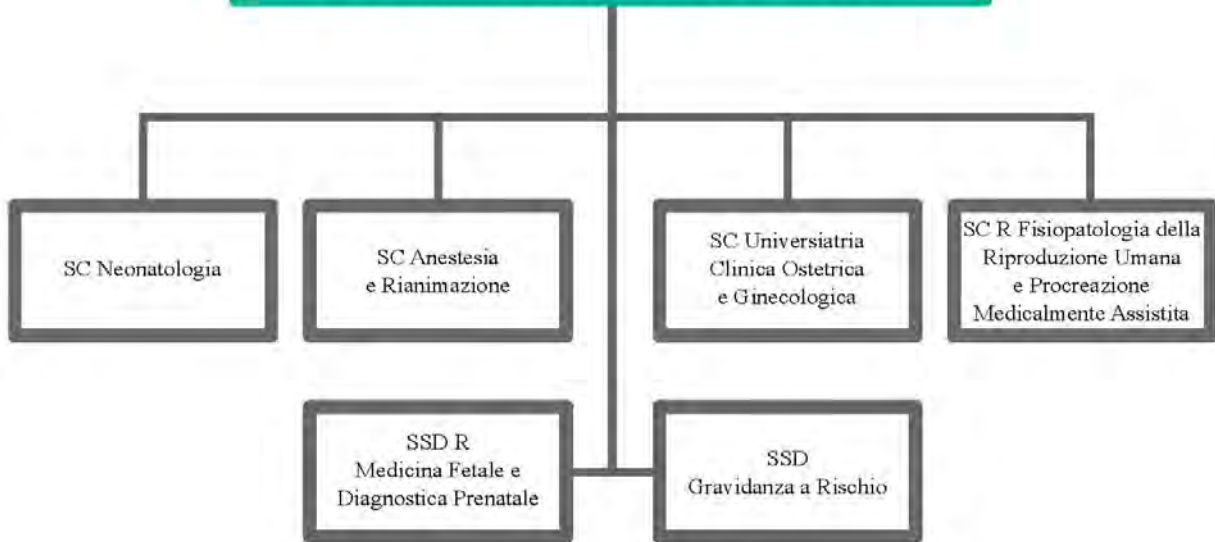 SC Neonatologia
SC Anestesia
e Rianimazione
SC Universiatria
Clinica Ostetrica
e Ginecologica
SC R Fisiopatologia della
Riproduzione Umana
e Procreazione
Medicalmente Assistita
SSD R
Medicina Fetale e
Diagnostica Prenatale
SSD
Gravidanza a Rischio